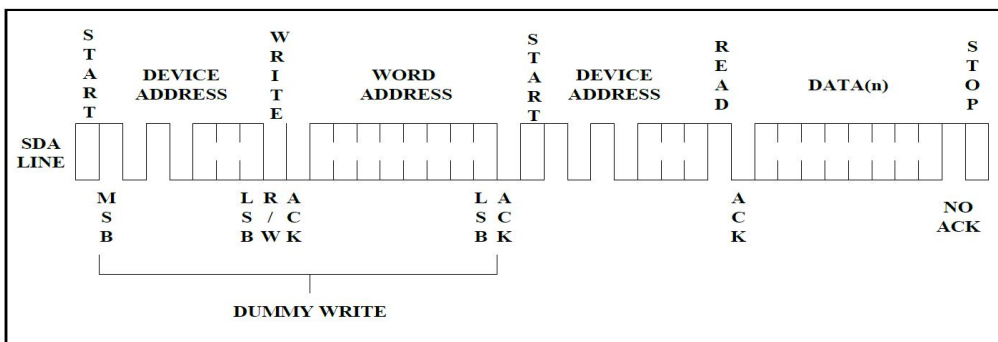 START
DEVICE
ADDRESS
WRITE
WORD
ADDRESS
START
DEVICE
ADDRESS
READ
DATA(n)
STOP
SDA
LINE
MSB
LSB
R/W
ACK
LSB
ACK
ACK
NO
ACK
DUMMY WRITE